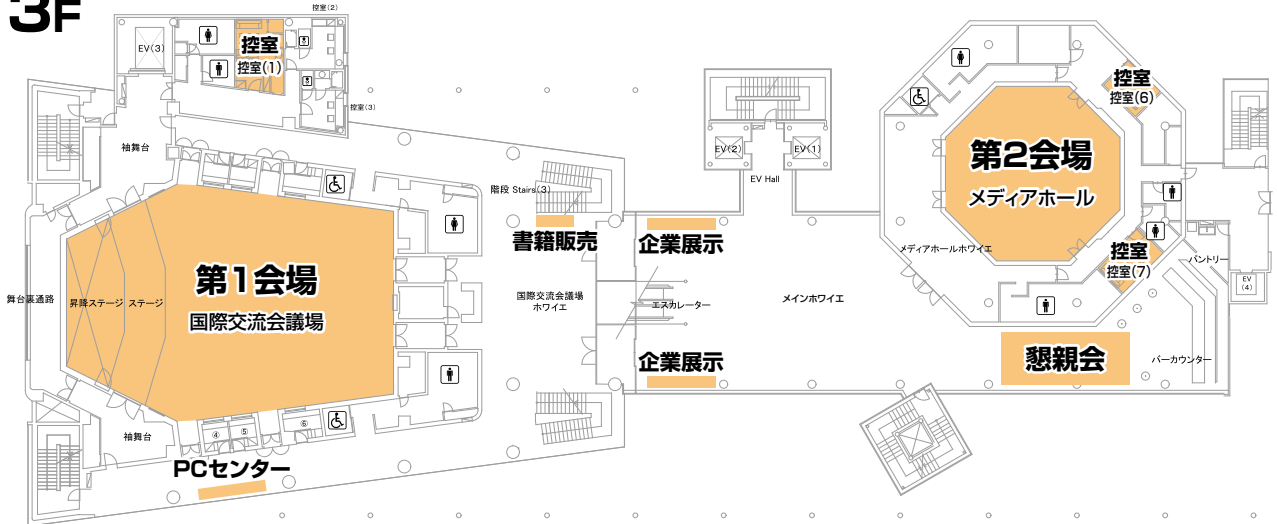 3F
控室(2)
EV(3)
控室
控室(1)
控室(3)
袖舞台
階段 Stairs(3)
書籍販売
企業展示
EV(2)
EV(1)
EV Hall
控室
控室(6)
第2会場
メディアホール
メディアホールホワイエ
控室
控室(7)
パントリー
EV
(4)
舞台裏通路
昇降ステージ
ステージ
第1会場
国際交流会議場
国際交流会議場
ホワイエ
エスカレーター
メインホワイエ
企業展示
懇親会
バーカウンター
袖舞台
④
⑤
⑥
PCセンター